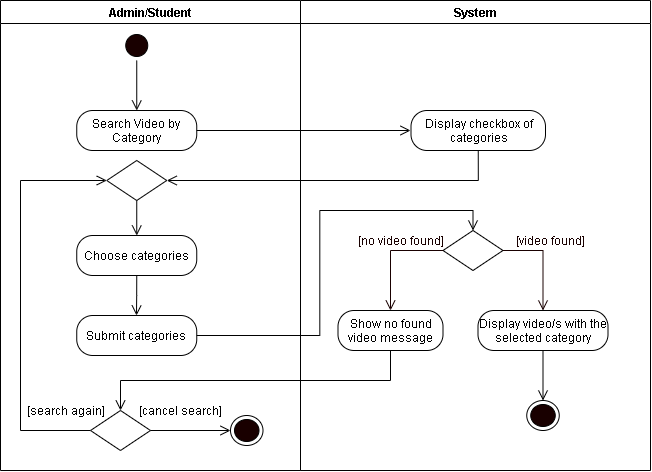 Admin/Student
System
Search Video by
Category
Display checkbox of
categories
Choose categories
[no video found]
[video found]
Submit categories
Show no found
video message
Display video/s with the
selected category
[search again]
[cancel search]